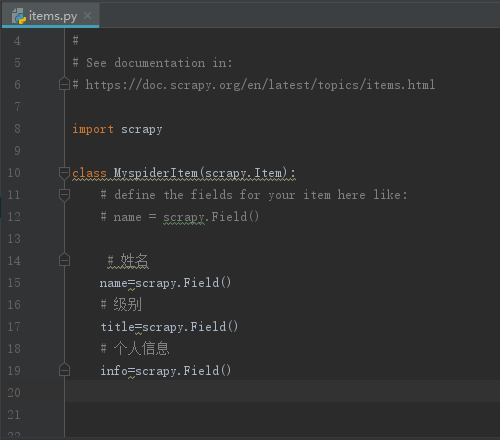 items.py ×
4 #
5 # See documentation in:
6 # https://doc.scrapy.org/en/latest/topics/items.html
7
8 import scrapy
9
10 class MyspiderItem(scrapy.Item):
11 # define the fields for your item here like:
12 # name = scrapy.Field()
13
14 # 姓名
15 name=scrapy.Field()
16 # 级别
17 title=scrapy.Field()
18 # 个人信息
19 info=scrapy.Field()
20
21
22